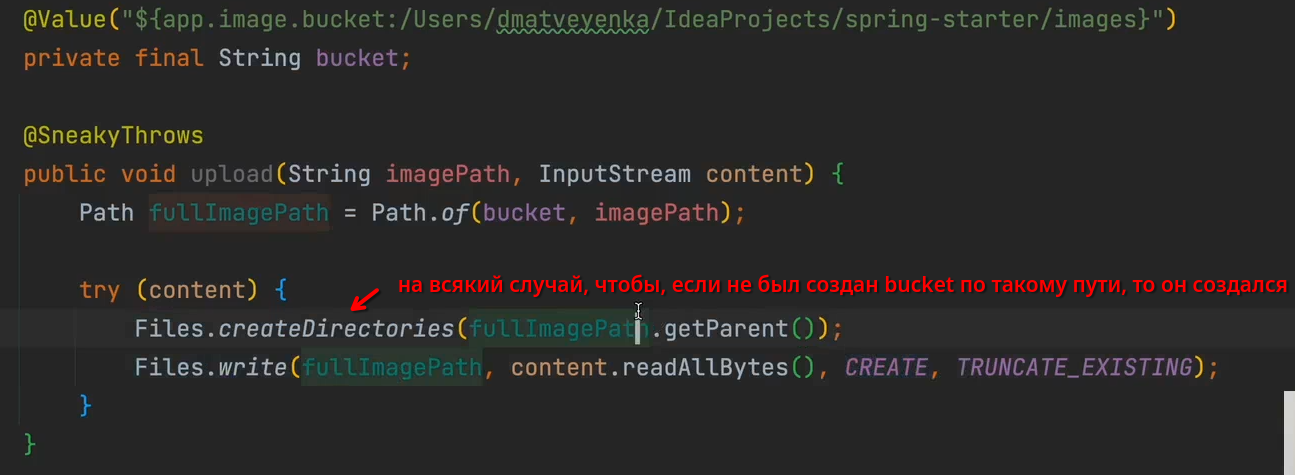 @Value("${app.image.bucket:/Users/dmatveyenka/IdeaProjects/spring-starter/images}")
private final String bucket;
@SneakyThrows
public void upload(String imagePath, InputStream content) {
Path fullImagePath = Path.of(bucket, imagePath);
на всякий случай, чтобы, если не был создан bucket по такому пути, то он создался
try (content) {
Files.createDirectories(fullImagePath.getParent());
Files.write(fullImagePath, content.readAllBytes(), CREATE, TRUNCATE_EXISTING);
}
}